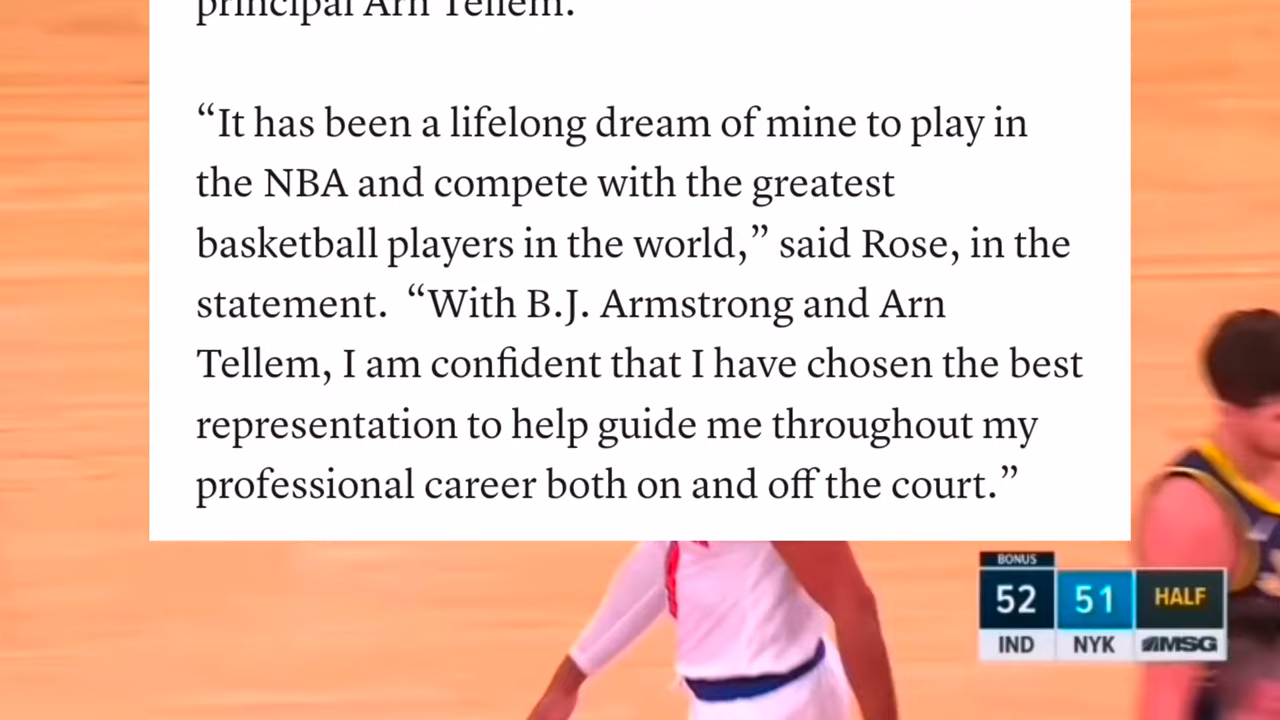 principal Arn Tellem.
“It has been a lifelong dream of mine to play in
the NBA and compete with the greatest
basketball players in the world,” said Rose, in the
statement.  “With B.J. Armstrong and Arn
Tellem, I am confident that I have chosen the best
representation to help guide me throughout my
professional career both on and off the court.”
BONUS
52 51 HALF
IND NYK MSG